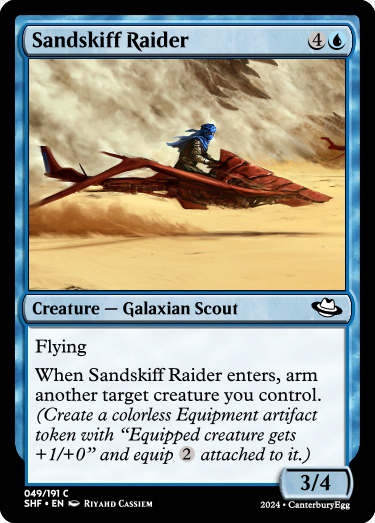 Sandskiff Raider 4
Creature — Galaxian Scout
Flying
When Sandskiff Raider enters, arm
another target creature you control.
(Create a colorless Equipment artifact
token with “Equipped creature gets
+1/+0” and equip 2 attached to it.)
3/4
049/191 C
SHF • EN Riyahd Cassiem
2024 • CanterburyEgg